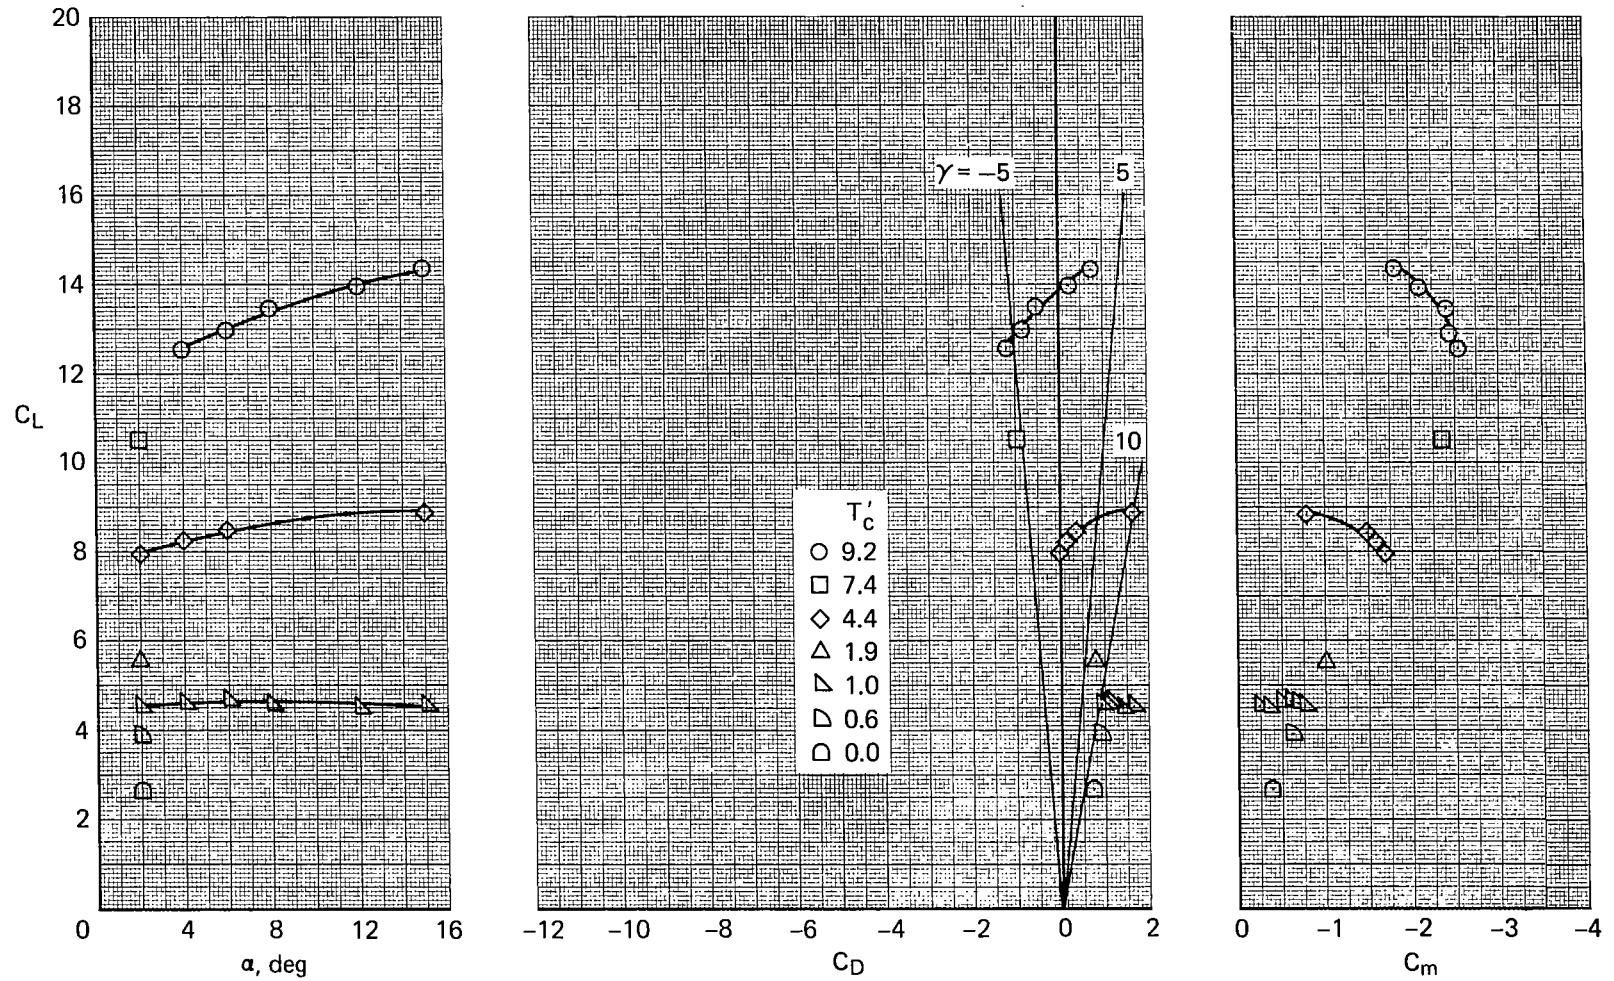 20
18
16
14
12
C_L
10
8
6
4
2
0 4 8 12 16
α, deg
γ = −5
5
10
T′_c
○ 9.2
□ 7.4
◇ 4.4
△ 1.9
◺ 1.0
0.6
0.0
−12 −10 −8 −6 −4 −2 0 2
C_D
0 −1 −2 −3 −4
C_m